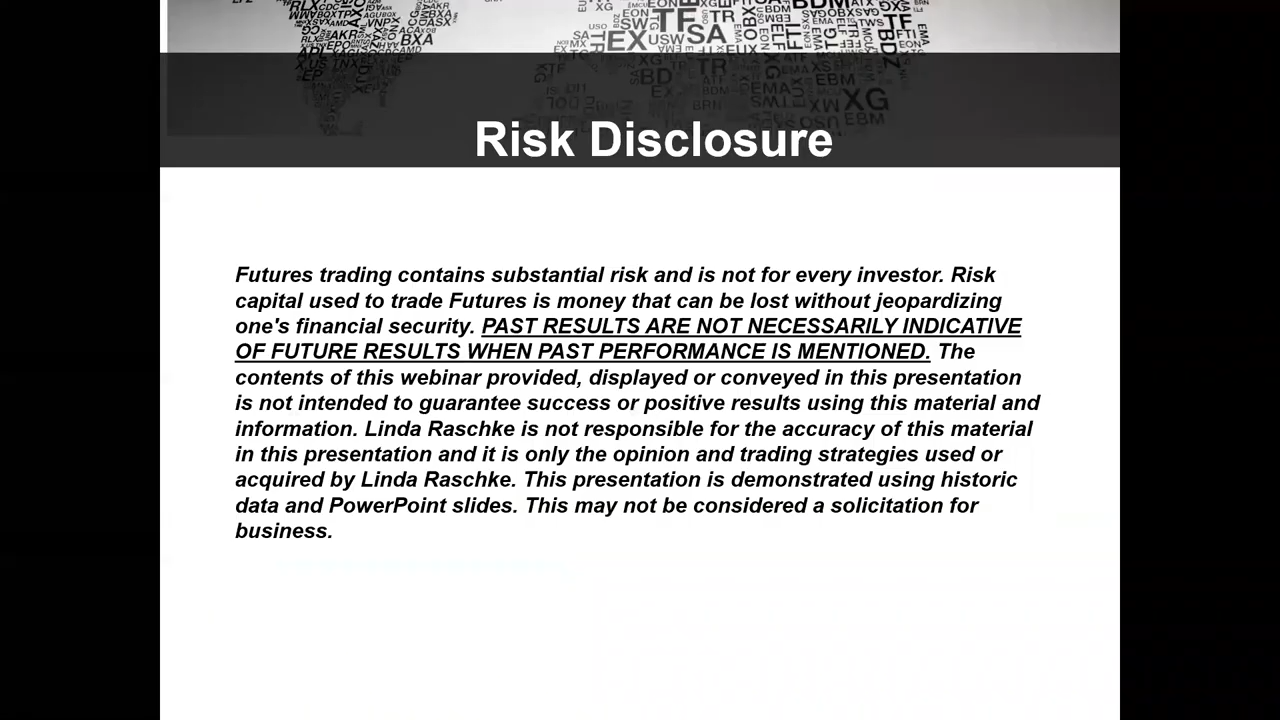 Risk Disclosure
Futures trading contains substantial risk and is not for every investor. Risk
capital used to trade Futures is money that can be lost without jeopardizing
one's financial security. PAST RESULTS ARE NOT NECESSARILY INDICATIVE
OF FUTURE RESULTS WHEN PAST PERFORMANCE IS MENTIONED. The
contents of this webinar provided, displayed or conveyed in this presentation
is not intended to guarantee success or positive results using this material and
information. Linda Raschke is not responsible for the accuracy of this material
in this presentation and it is only the opinion and trading strategies used or
acquired by Linda Raschke. This presentation is demonstrated using historic
data and PowerPoint slides. This may not be considered a solicitation for
business.